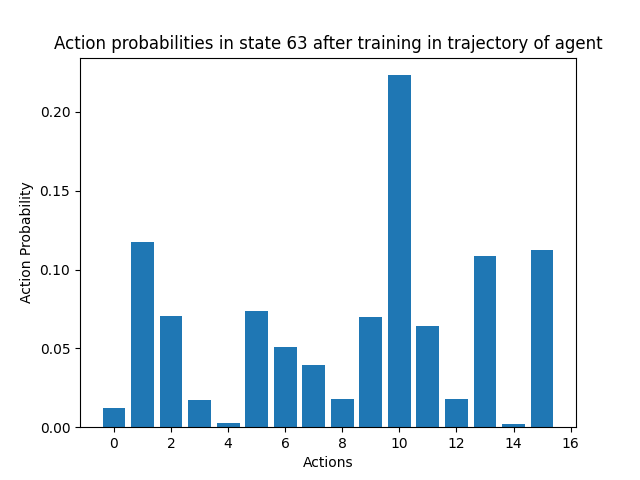 Action probabilities in state 63 after training in trajectory of agent
0.20
0.15
0.10
0.05
0.00
Action Probability
0 2 4 6 8 10 12 14 16
Actions